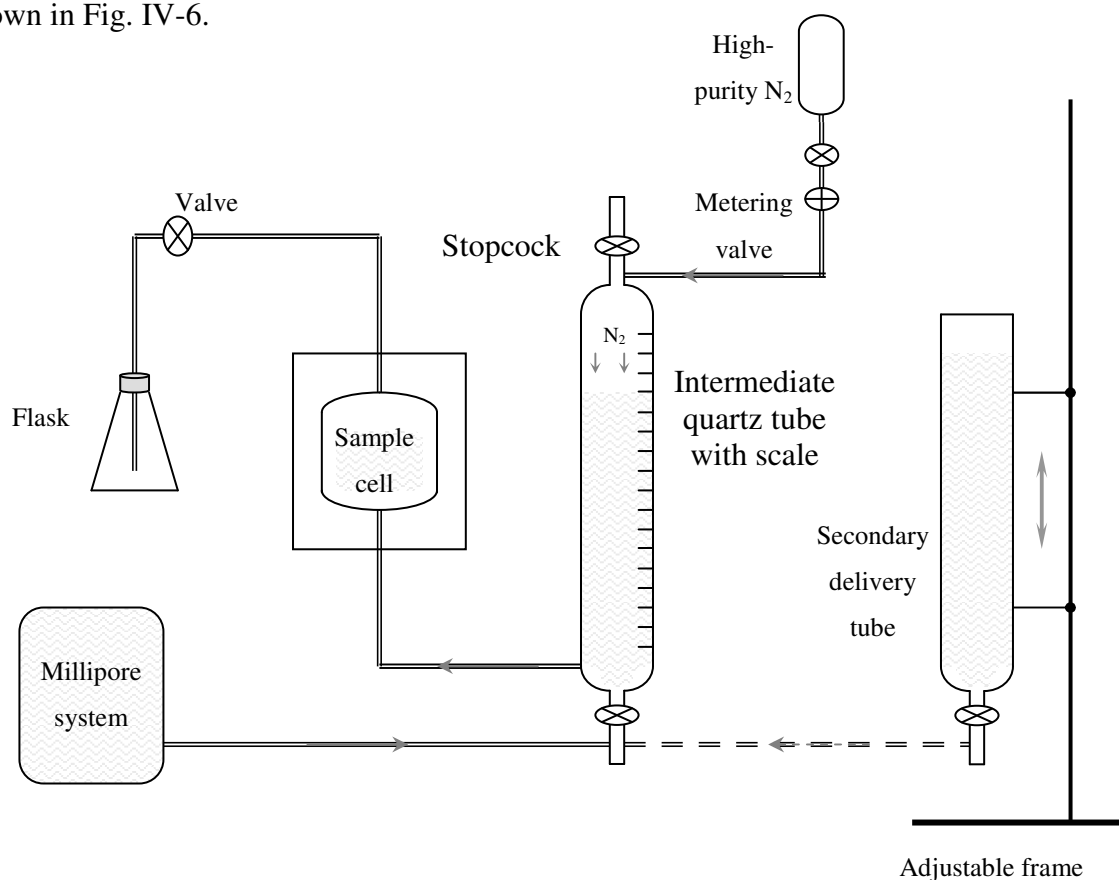 own in Fig. IV-6.
High-
purity N₂
Valve
Metering
valve
Stopcock
N₂
Intermediate
quartz tube
with scale
Flask
Sample
cell
Secondary
delivery
tube
Millipore
system
Adjustable frame